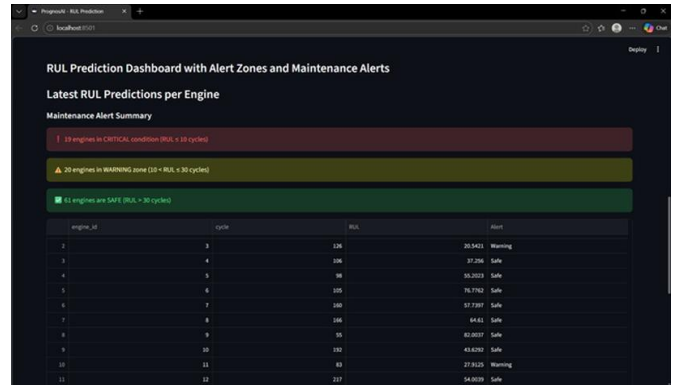 PrognosAI - RUL Prediction
localhost:8501
Chat
Deploy
RUL Prediction Dashboard with Alert Zones and Maintenance Alerts
Latest RUL Predictions per Engine
Maintenance Alert Summary
19 engines in CRITICAL condition (RUL ≤ 10 cycles)
20 engines in WARNING zone (10 < RUL ≤ 30 cycles)
61 engines are SAFE (RUL > 30 cycles)
engine_id cycle RUL Alert
2 3 126 20.5421 Warning
3 4 106 37.256 Safe
4 5 98 55.2023 Safe
5 6 105 76.7762 Safe
6 7 160 57.7397 Safe
7 8 166 64.61 Safe
8 9 55 82.0037 Safe
9 10 192 43.6292 Safe
10 11 83 27.9125 Warning
11 12 217 54.0039 Safe